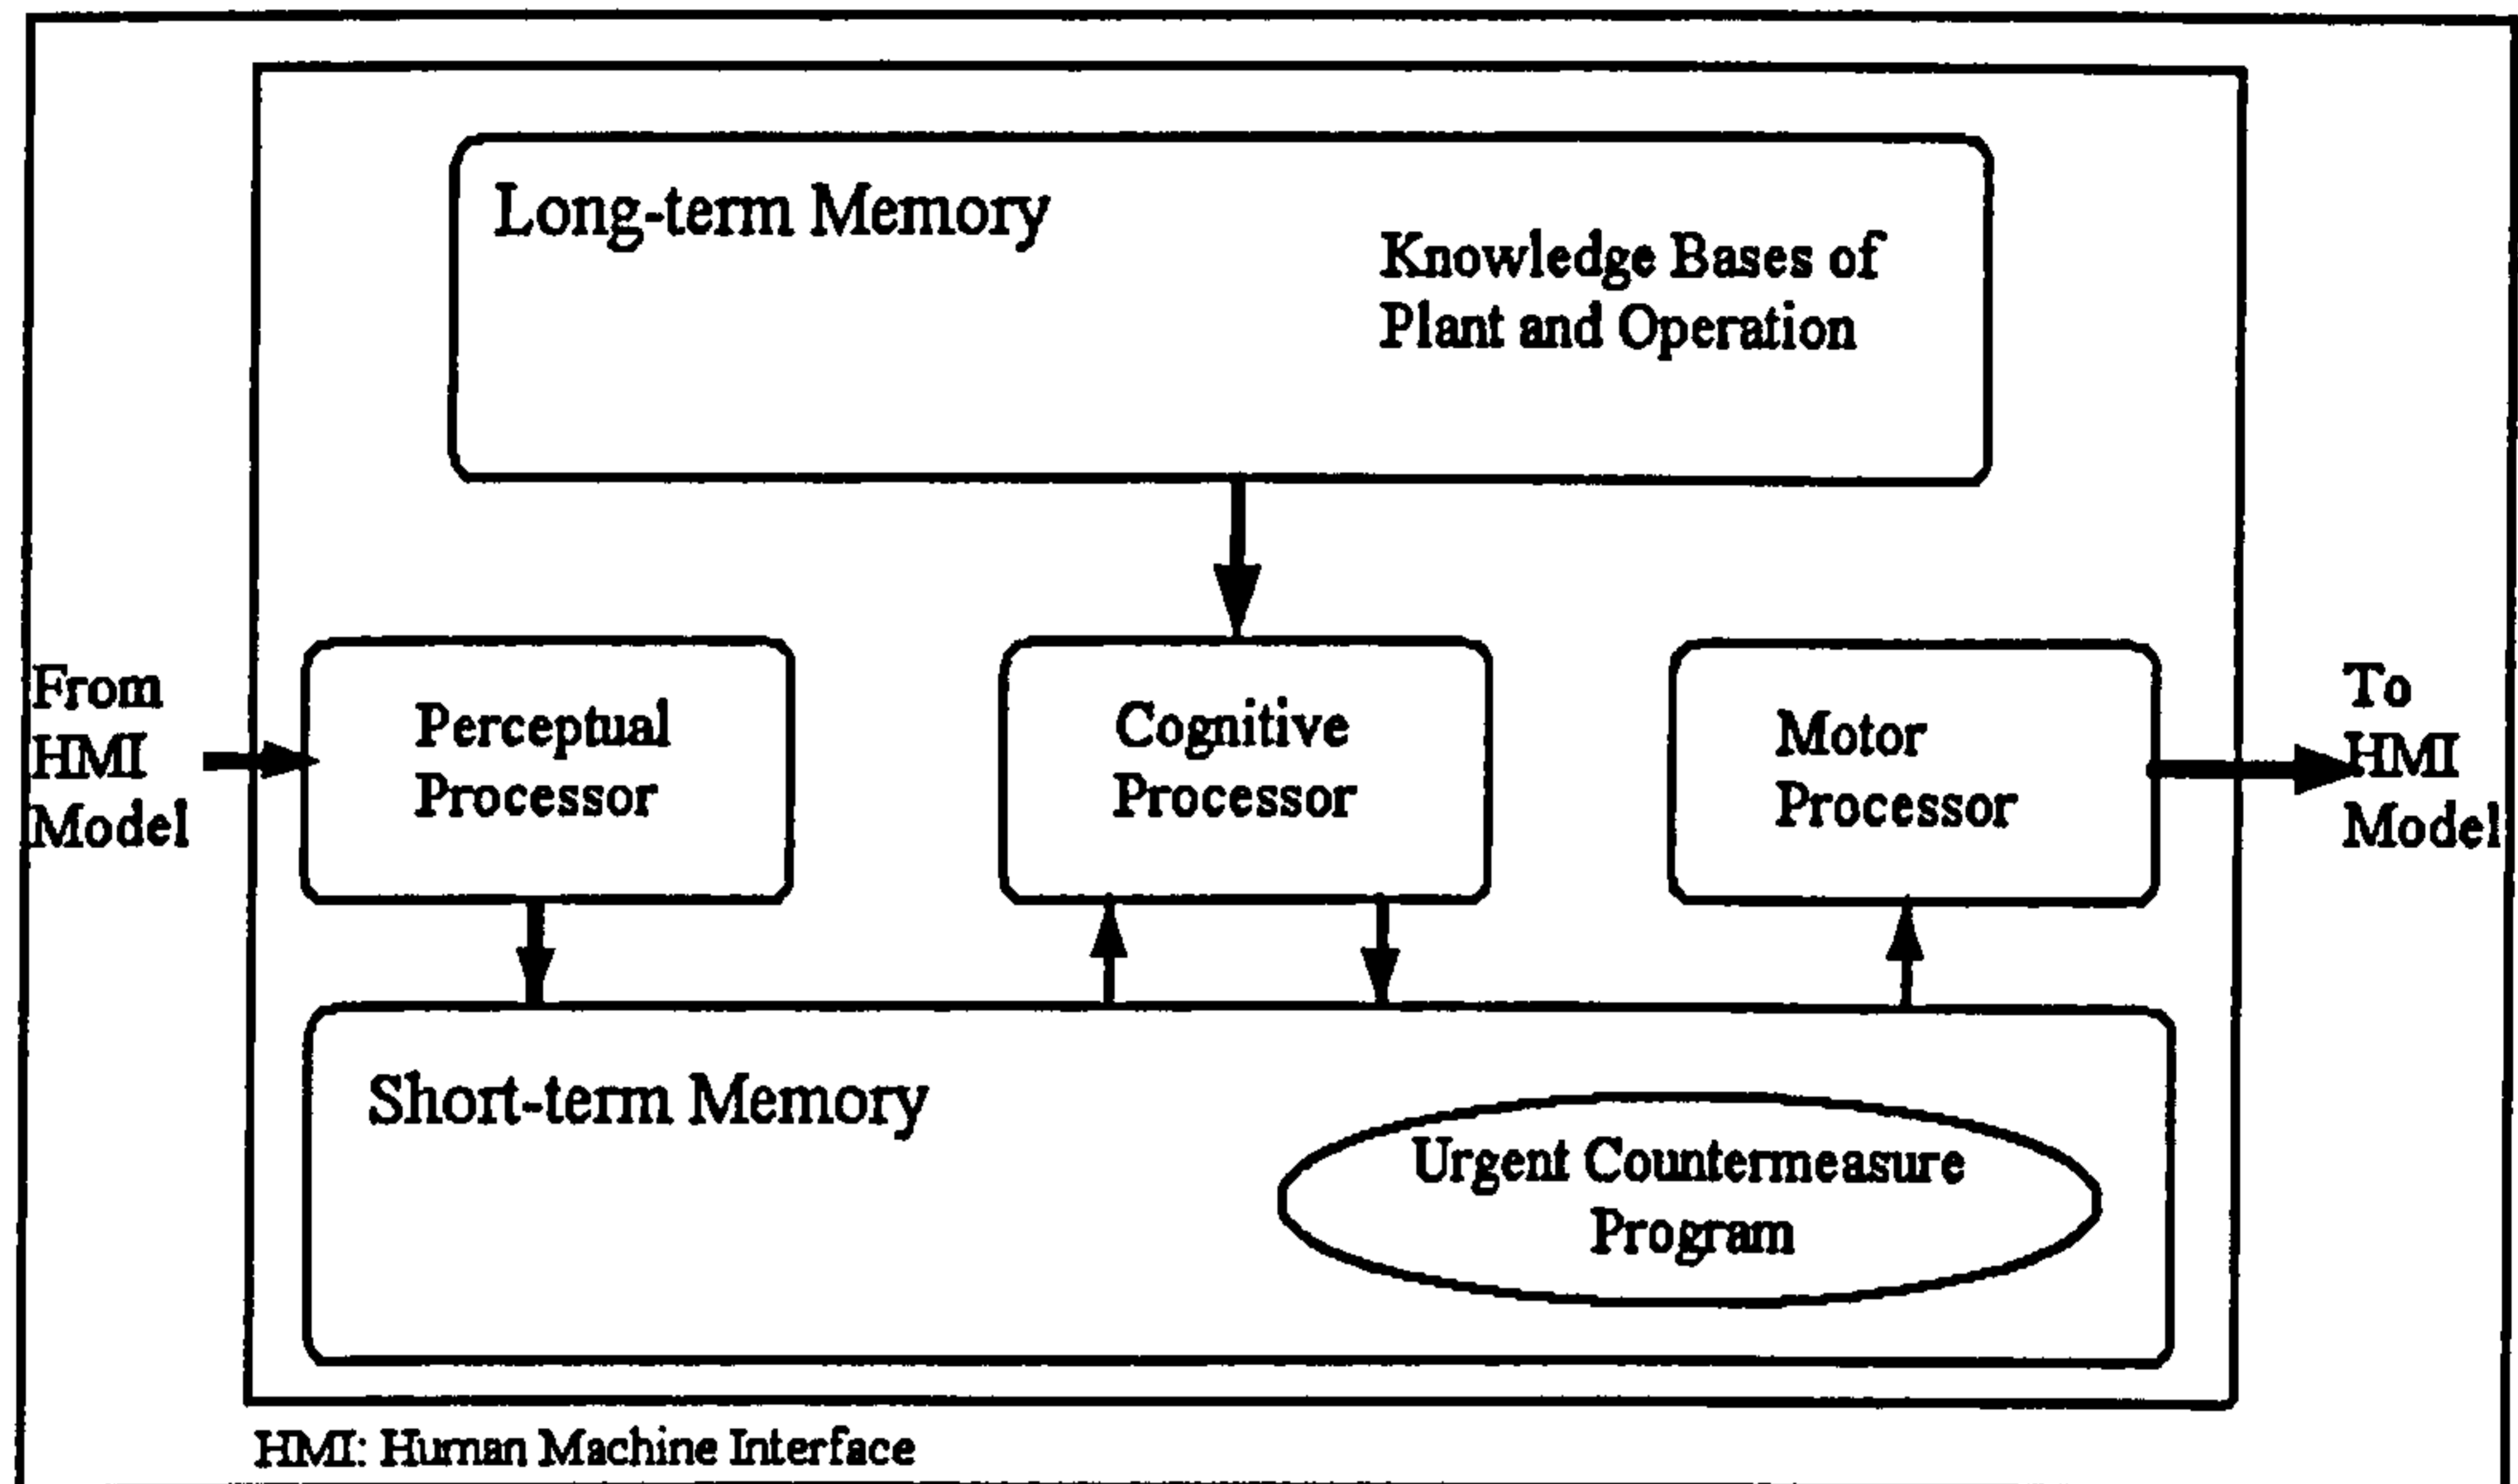 Long-term Memory
Knowledge Bases of
Plant and Operation
From
HMI
Model
Perceptual
Processor
Cognitive
Processor
Motor
Processor
To
HMI
Model
Short-term Memory
Urgent Countermeasure
Program
HMI: Human Machine Interface